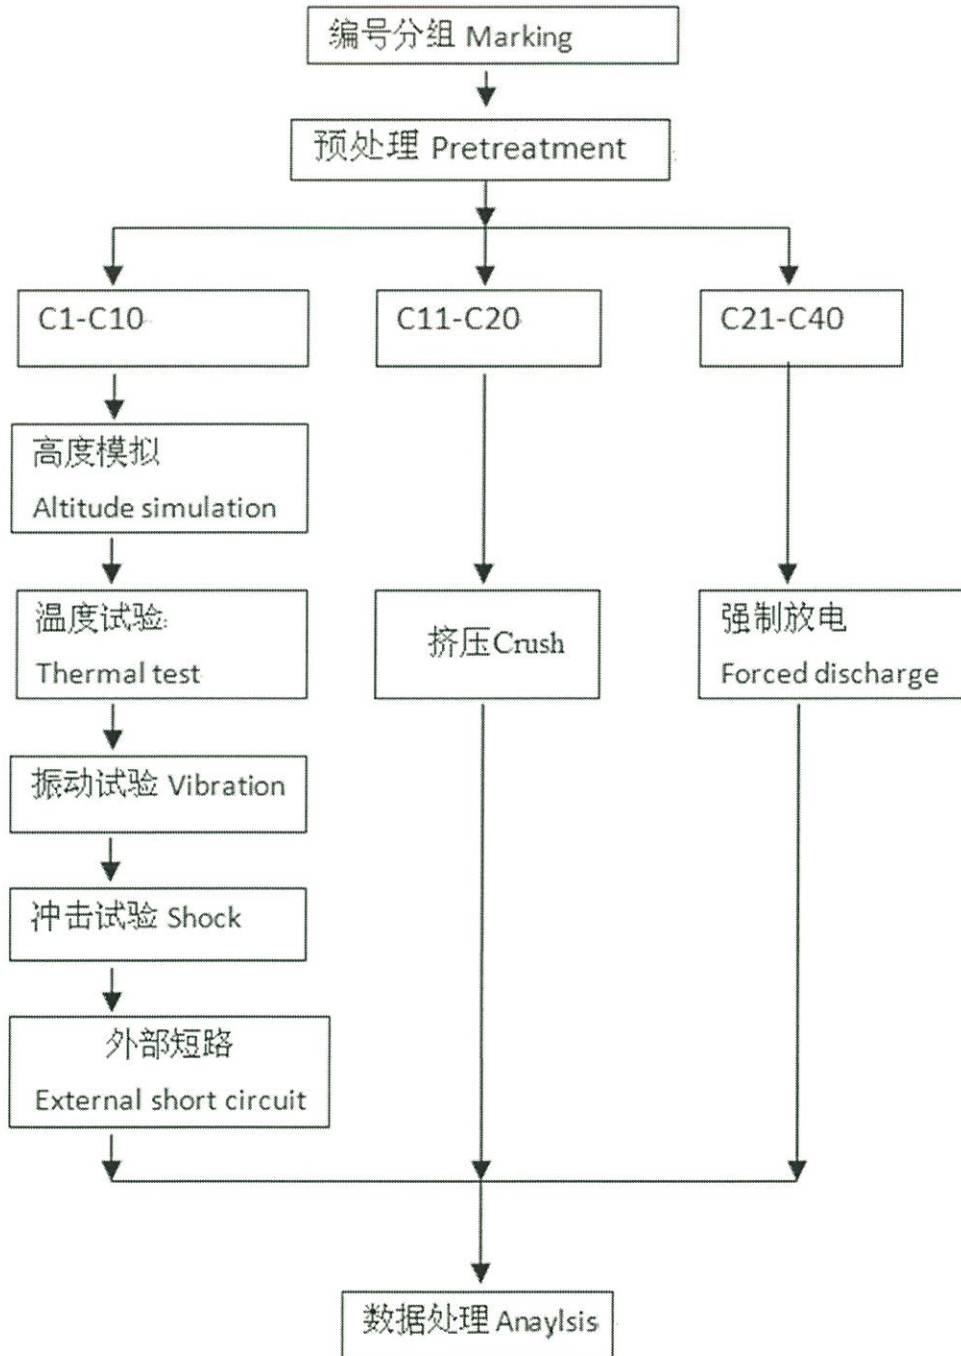 编号分组 Marking
预处理 Pretreatment
C1-C10
C11-C20
C21-C40
高度模拟
Altitude simulation
温度试验
Thermal test
挤压Crush
强制放电
Forced discharge
振动试验 Vibration
冲击试验 Shock
外部短路
External short circuit
数据处理 Anaylsis